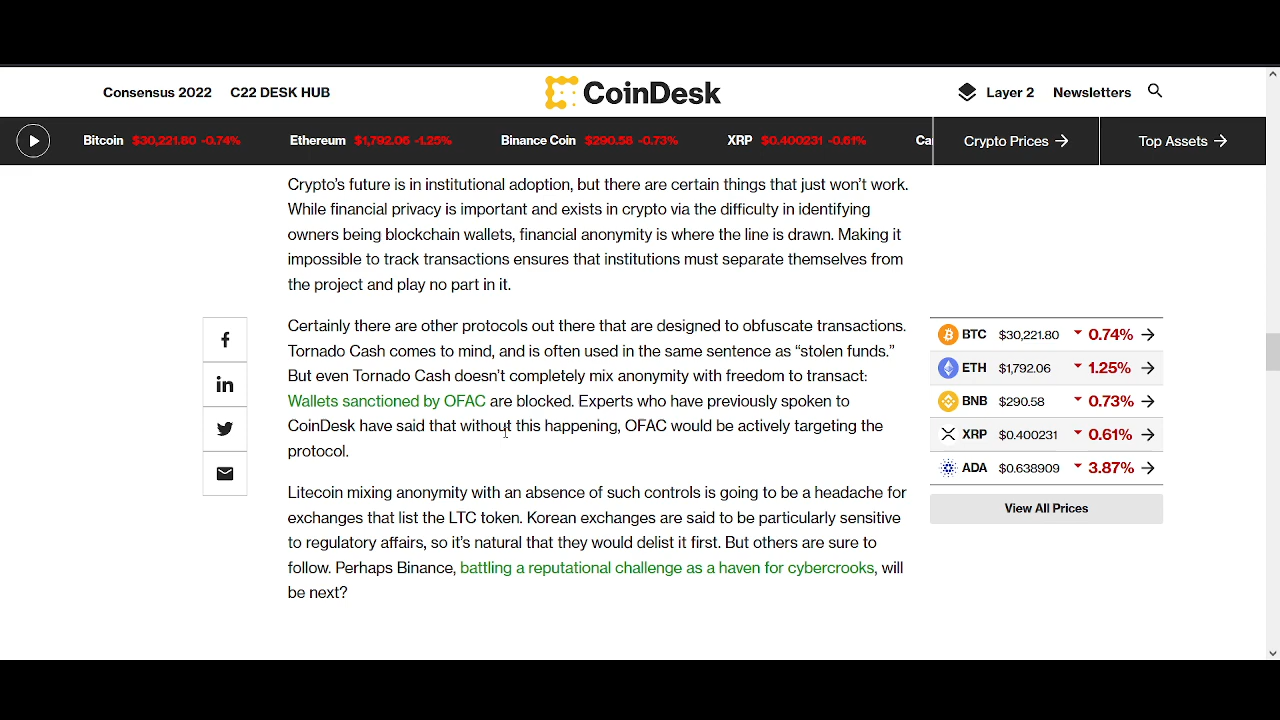 Consensus 2022 C22 DESK HUB CoinDesk Layer 2 Newsletters
Bitcoin $30,221.80 -0.74% Ethereum $1,792.06 -1.25% Binance Coin $290.58 -0.73% XRP $0.400231 -0.61% Ca Crypto Prices → Top Assets →
Crypto's future is in institutional adoption, but there are certain things that just won't work.
While financial privacy is important and exists in crypto via the difficulty in identifying
owners being blockchain wallets, financial anonymity is where the line is drawn. Making it
impossible to track transactions ensures that institutions must separate themselves from
the project and play no part in it.
Certainly there are other protocols out there that are designed to obfuscate transactions.
Tornado Cash comes to mind, and is often used in the same sentence as “stolen funds.”
But even Tornado Cash doesn't completely mix anonymity with freedom to transact:
Wallets sanctioned by OFAC are blocked. Experts who have previously spoken to
CoinDesk have said that without this happening, OFAC would be actively targeting the
protocol.
Litecoin mixing anonymity with an absence of such controls is going to be a headache for
exchanges that list the LTC token. Korean exchanges are said to be particularly sensitive
to regulatory affairs, so it's natural that they would delist it first. But others are sure to
follow. Perhaps Binance, battling a reputational challenge as a haven for cybercrooks, will
be next?
BTC $30,221.80 0.74% →
ETH $1,792.06 1.25% →
BNB $290.58 0.73% →
XRP $0.400231 0.61% →
ADA $0.638909 3.87% →
View All Prices